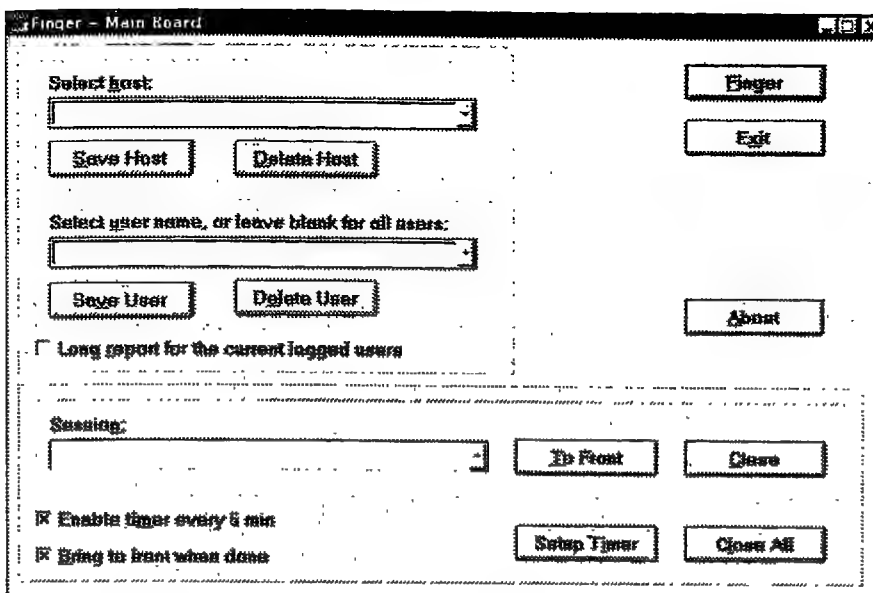 Finger - Main Board
Select host:
Finger
Exit
Save Host
Delete Host
Select user name, or leave blank for all users:
Save User
Delete User
About
Long report for the current logged users
Session:
To Front
Close
Enable timer every 5 min
Setup Timer
Close All
Bring to front when done